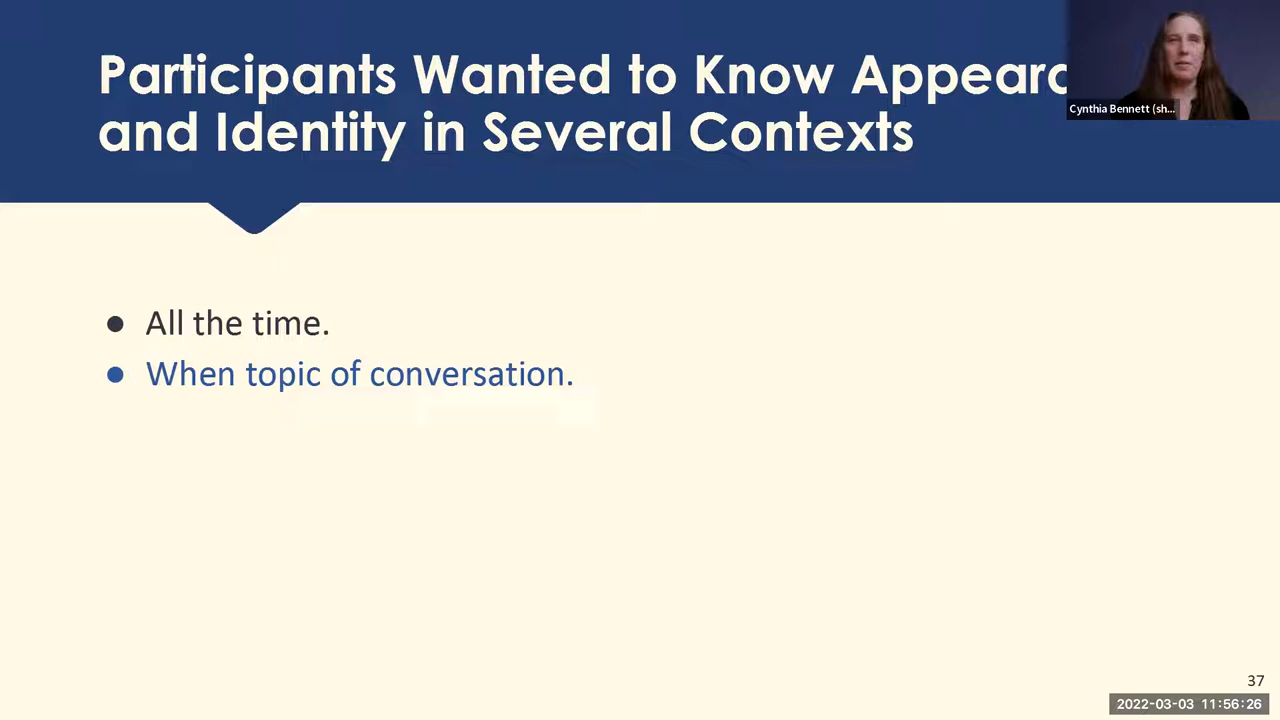 Participants Wanted to Know
and Identity in Several Contexts
Cynthia Bennett (sh...
● All the time.
● When topic of conversation.
37
2022-03-03 11:56:26